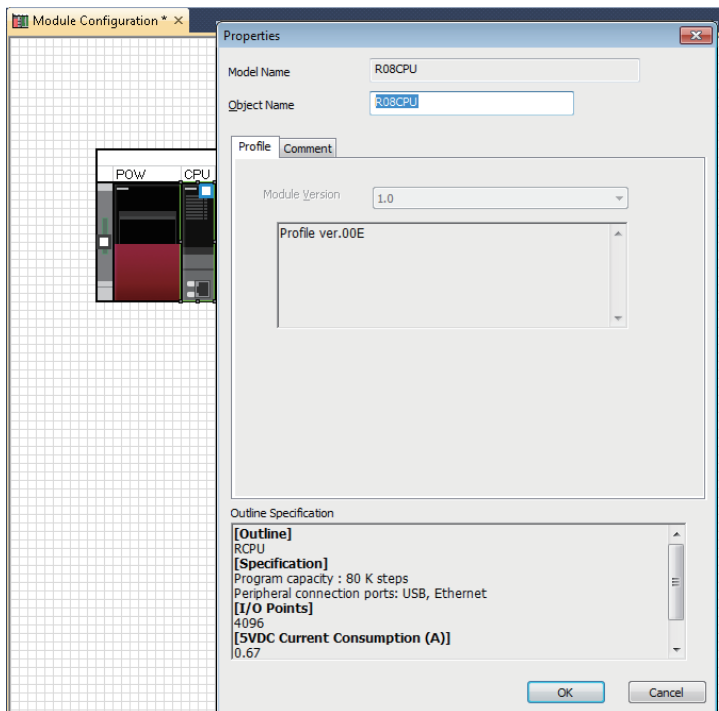 Module Configuration * ×
POW CPU
Properties
Model Name R08CPU
Object Name R08CPU
Profile Comment
Module Version 1.0
Profile ver.00E
Outline Specification
[Outline]
RCPU
[Specification]
Program capacity : 80 K steps
Peripheral connection ports: USB, Ethernet
[I/O Points]
4096
[5VDC Current Consumption (A)]
0.67
OK Cancel